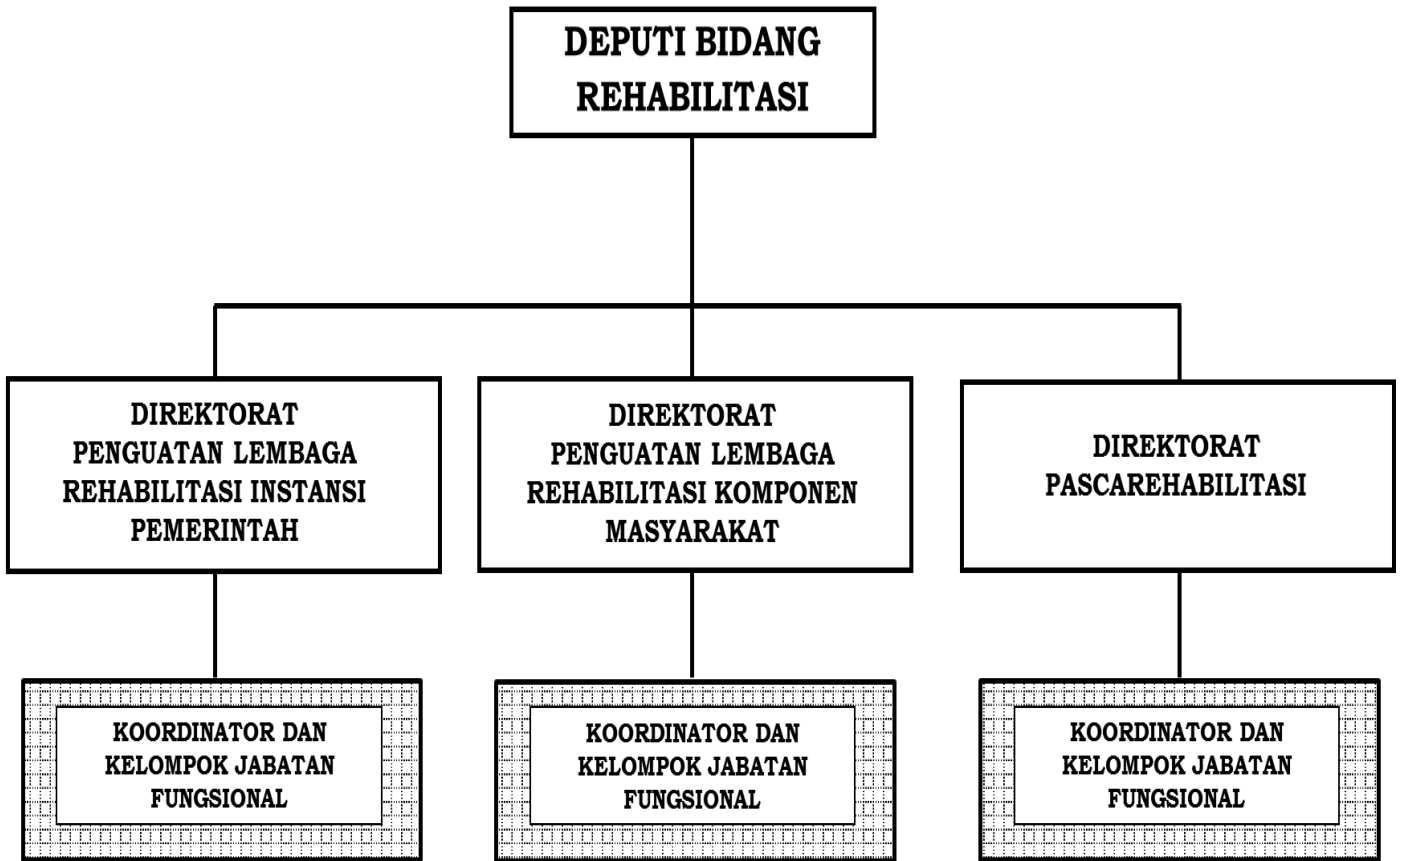 DEPUTI BIDANG
REHABILITASI
DIREKTORAT
PENGUATAN LEMBAGA
REHABILITASI INSTANSI
PEMERINTAH
DIREKTORAT
PENGUATAN LEMBAGA
REHABILITASI KOMPONEN
MASYARAKAT
DIREKTORAT
PASCAREHABILITASI
KOORDINATOR DAN
KELOMPOK JABATAN
FUNGSIONAL
KOORDINATOR DAN
KELOMPOK JABATAN
FUNGSIONAL
KOORDINATOR DAN
KELOMPOK JABATAN
FUNGSIONAL